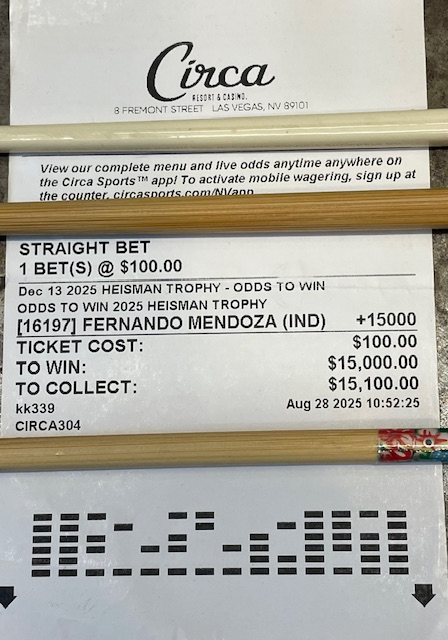 Circa
RESORT & CASINO.
8 FREMONT STREET LAS VEGAS, NV 89101
View our complete menu and live odds anytime anywhere on
the Circa Sports™ app! To activate mobile wagering, sign up at
the counter. circasports.com/NVapp
STRAIGHT BET
1 BET(S) @ $100.00
Dec 13 2025 HEISMAN TROPHY - ODDS TO WIN
ODDS TO WIN 2025 HEISMAN TROPHY
[16197] FERNANDO MENDOZA (IND) +15000
TICKET COST: $100.00
TO WIN: $15,000.00
TO COLLECT: $15,100.00
kk339 Aug 28 2025 10:52:25
CIRCA304